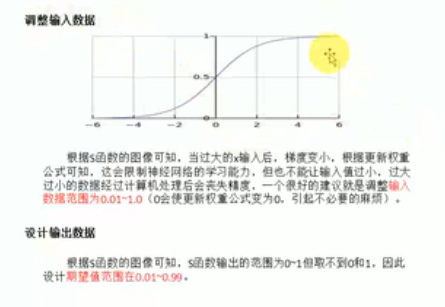 调整输入数据
1
0.5
0
-6 -4 -2 0 2 4 6
根据S函数的图像可知，当过大的x输入后，梯度变小，根据更新权重
公式可知，这会限制神经网络的学习能力，但也不能让输入值过小，过大
过小的数据经过计算机处理后会丧失精度，一个很好的建议就是调整输入
数据范围为0.01~1.0（0会使更新权重公式变为0，引起不必要的麻烦）。
设计输出数据
根据S函数的图像可知，S函数输出的范围为0~1但取不到0和1，因此
设计期望值范围在0.01~0.99。